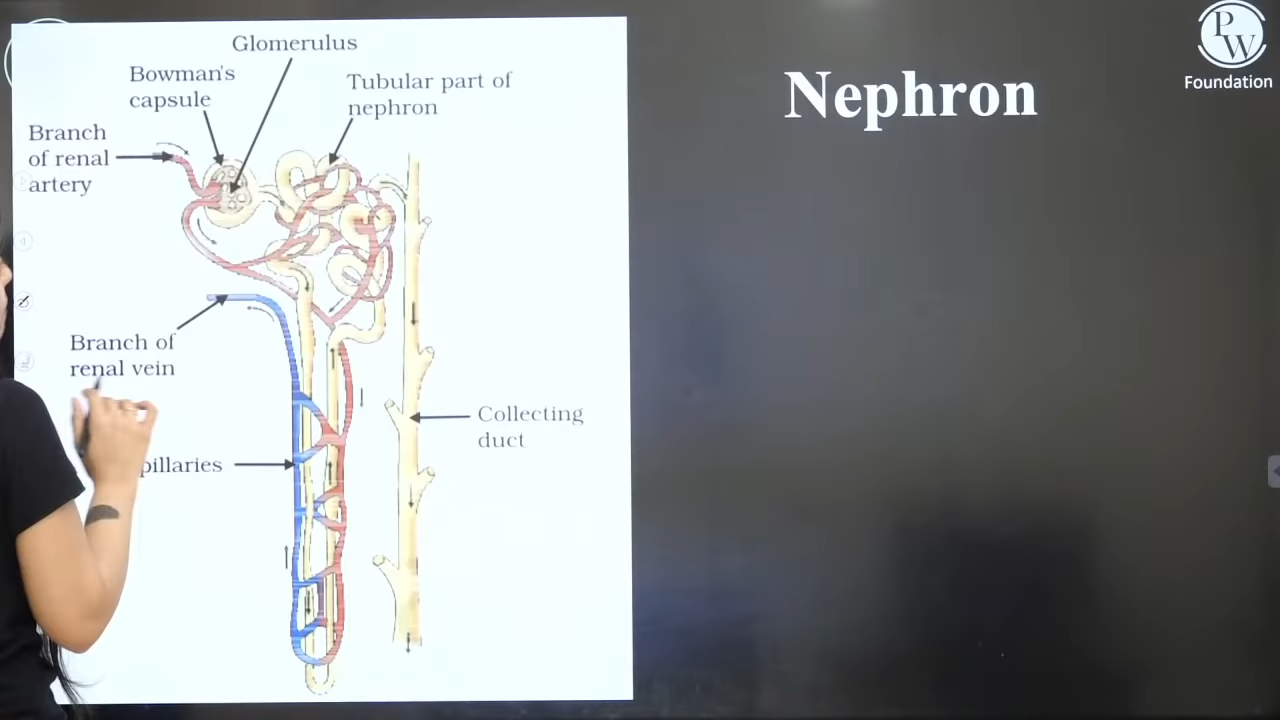 Glomerulus
Bowman's
capsule
Tubular part of
nephron
Branch
of renal
artery
Branch of
renal vein
pillaries
Collecting
duct
Nephron
PW
Foundation